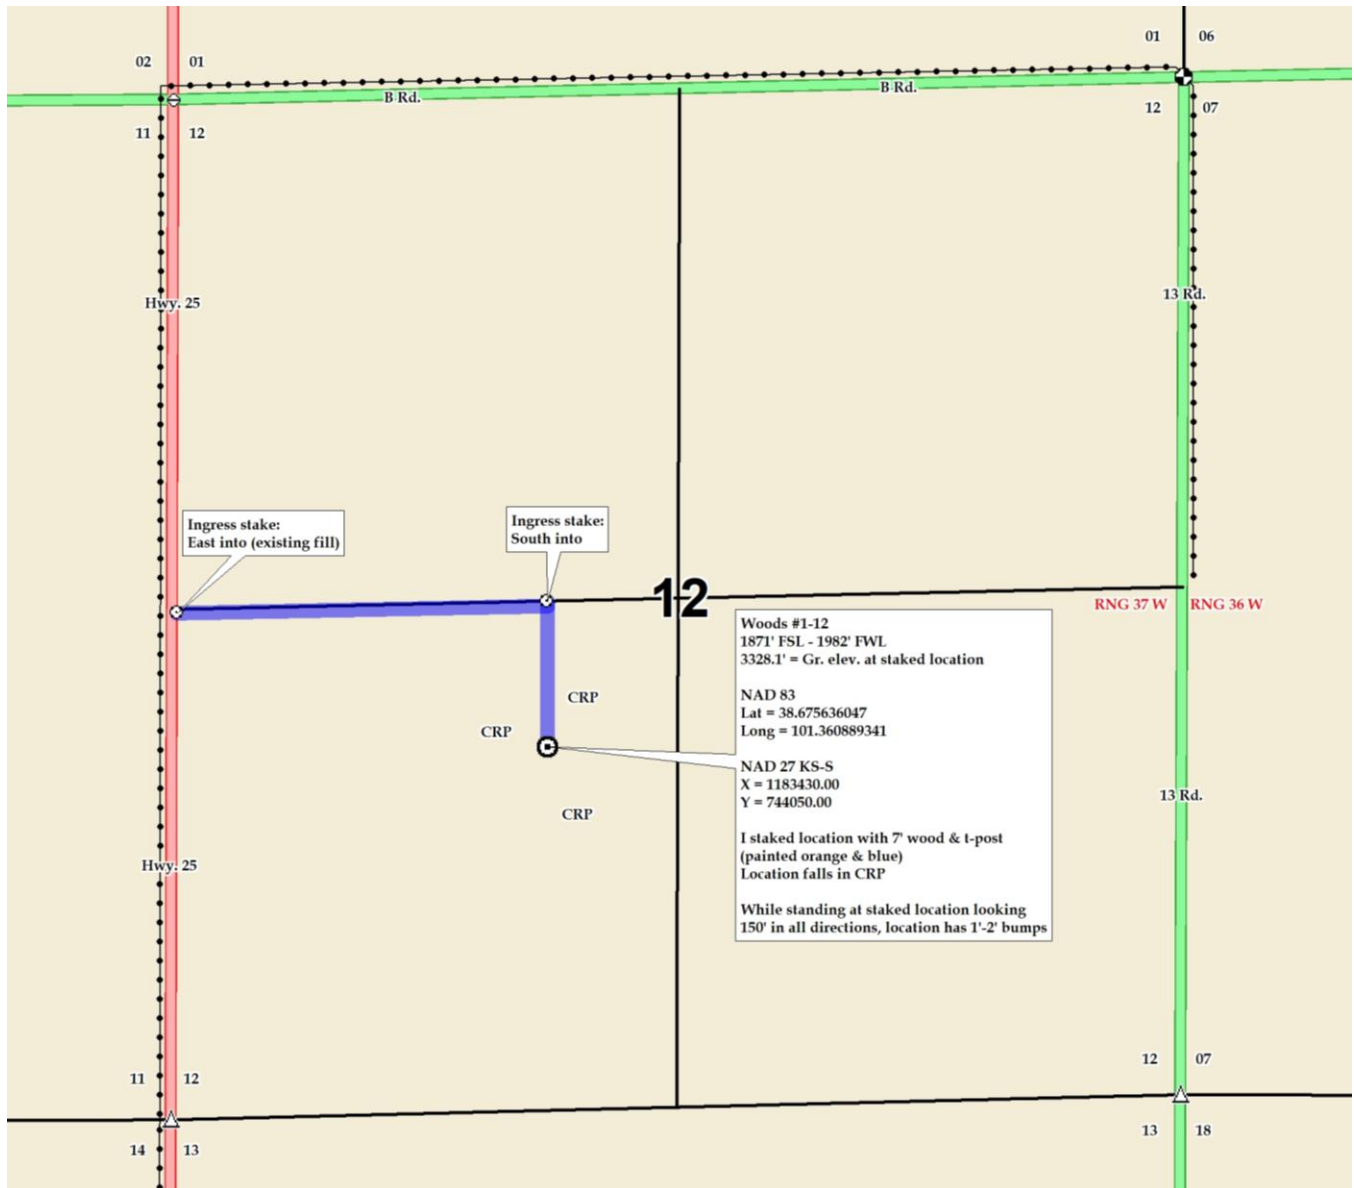 01 06
02 01
B Rd.
B Rd.
12 07
11 12
13 Rd.
Hwy. 25
Ingress stake:
East into (existing fill)
Ingress stake:
South into
12
RNG 37 W RNG 36 W
Woods #1-12
1871' FSL - 1982' FWL
3328.1' = Gr. elev. at staked location
NAD 83
Lat = 38.675636047
Long = 101.360889341
NAD 27 KS-S
X = 1183430.00
Y = 744050.00
I staked location with 7' wood & t-post
(painted orange & blue)
Location falls in CRP
While standing at staked location looking
150' in all directions, location has 1'-2' bumps
CRP
CRP
CRP
13 Rd.
Hwy. 25
12 07
11 12
13 18
14 13